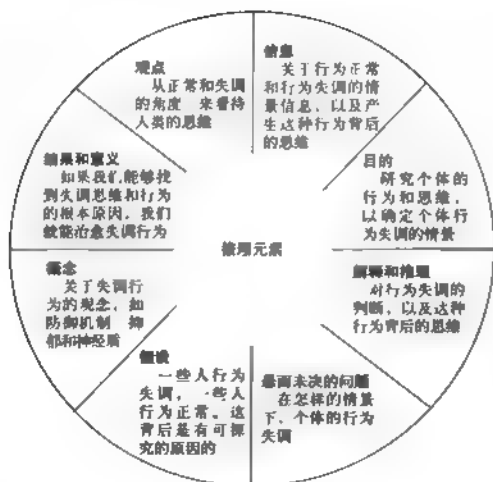 观点
从正常和失调
的角度 来看待
人类的思维
信息
关于行为正常
和行为失调的情
景信息，以及产
生这种行为背后
的思维
目的
研究个体的
行为和思维，
以确定个体行
为失调的情景
解释和推理
对行为失调的
判断，以及这种
行为背后的思维
悬而未决的问题
在怎样的情景
下，个体的行为
失调
假设
一些人行为
失调，一些人
行为正常。这
背后是有可探
究的原因的
概念
关于失调行
为的观念，如
防御机制 抑
郁和神经质
结果和意义
如果我们能够找
到失调思维和行为
的根本原因，我们
就能治愈失调行为
推理元素